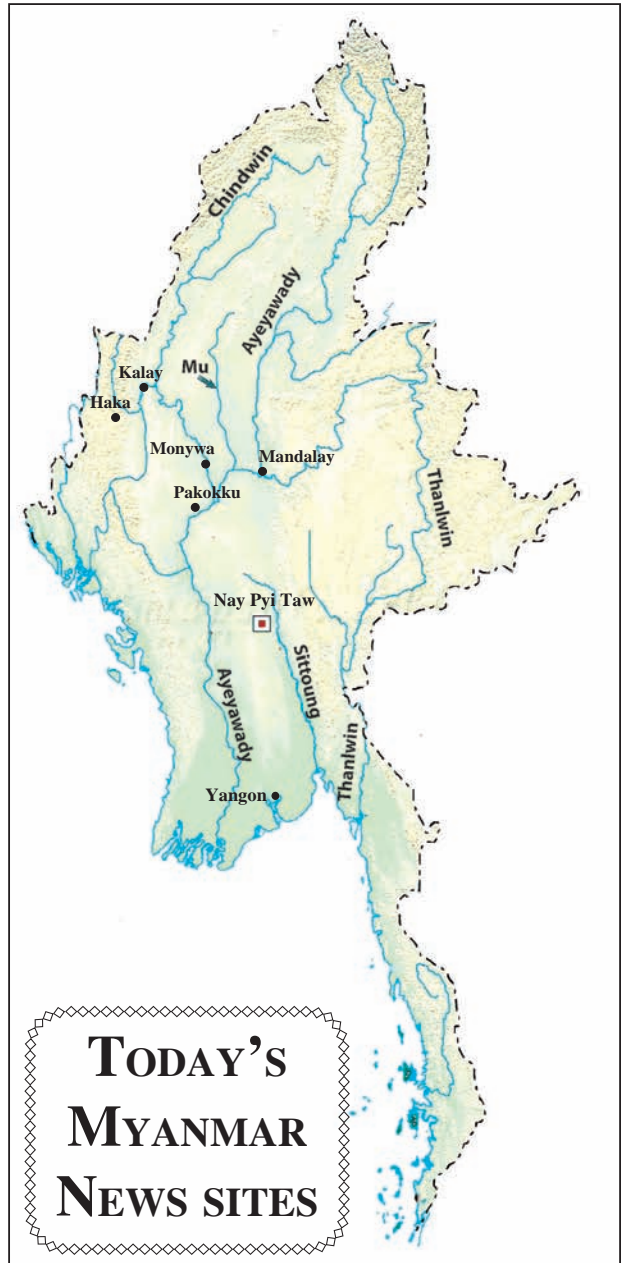 Chindwin
Ayeyawady
Mu
Kalay
Haka
Monywa
Mandalay
Pakokku
Thanlwin
Nay Pyi Taw
Sittoung
Ayeyawady
Thanlwin
Yangon
TODAY'S
MYANMAR
NEWS SITES